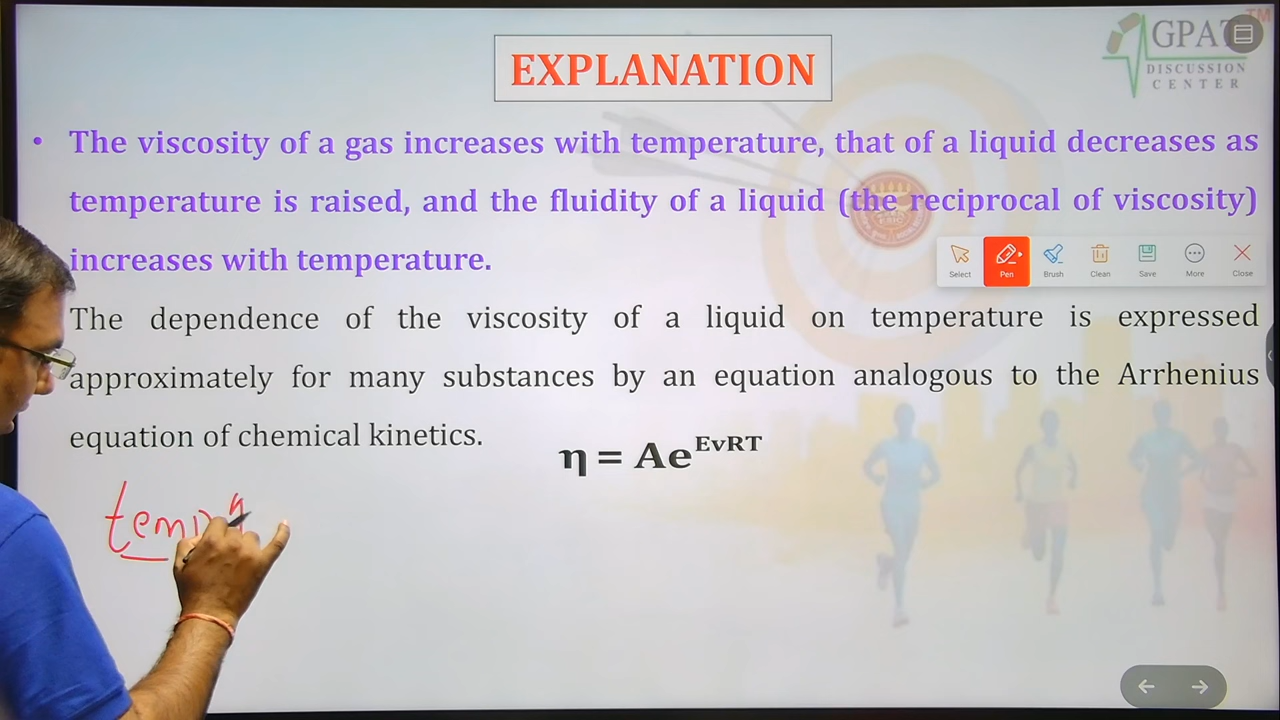 GPAT
DISCUSSION
CENTER
EXPLANATION
• The viscosity of a gas increases with temperature, that of a liquid decreases as
temperature is raised, and the fluidity of a liquid (the reciprocal of viscosity)
increases with temperature.
Select Pen Brush Clean Save More Close
The dependence of the viscosity of a liquid on temperature is expressed
approximately for many substances by an equation analogous to the Arrhenius
equation of chemical kinetics.
η = Ae^EvRT
temp